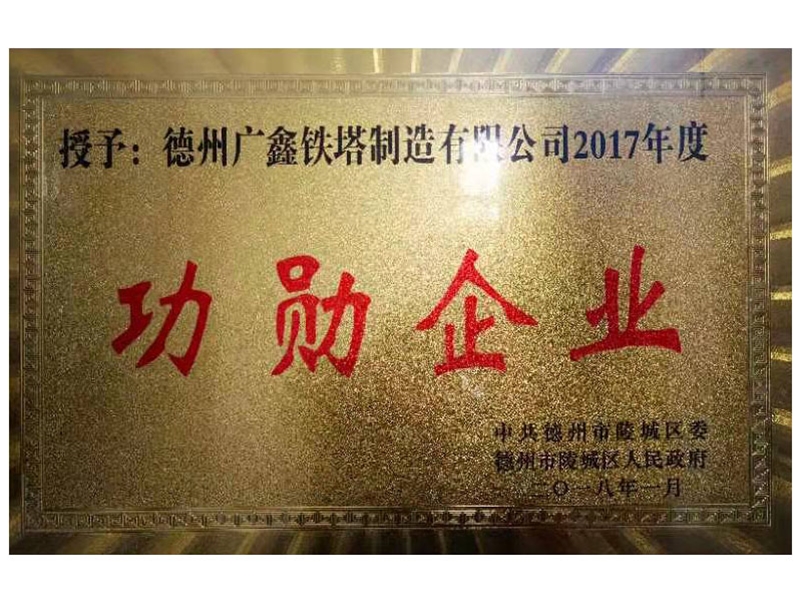 授予：德州广鑫铁塔制造有限公司2017年度
功勋企业
中共德州市陵城区委
德州市陵城区人民政府
二〇一八年一月